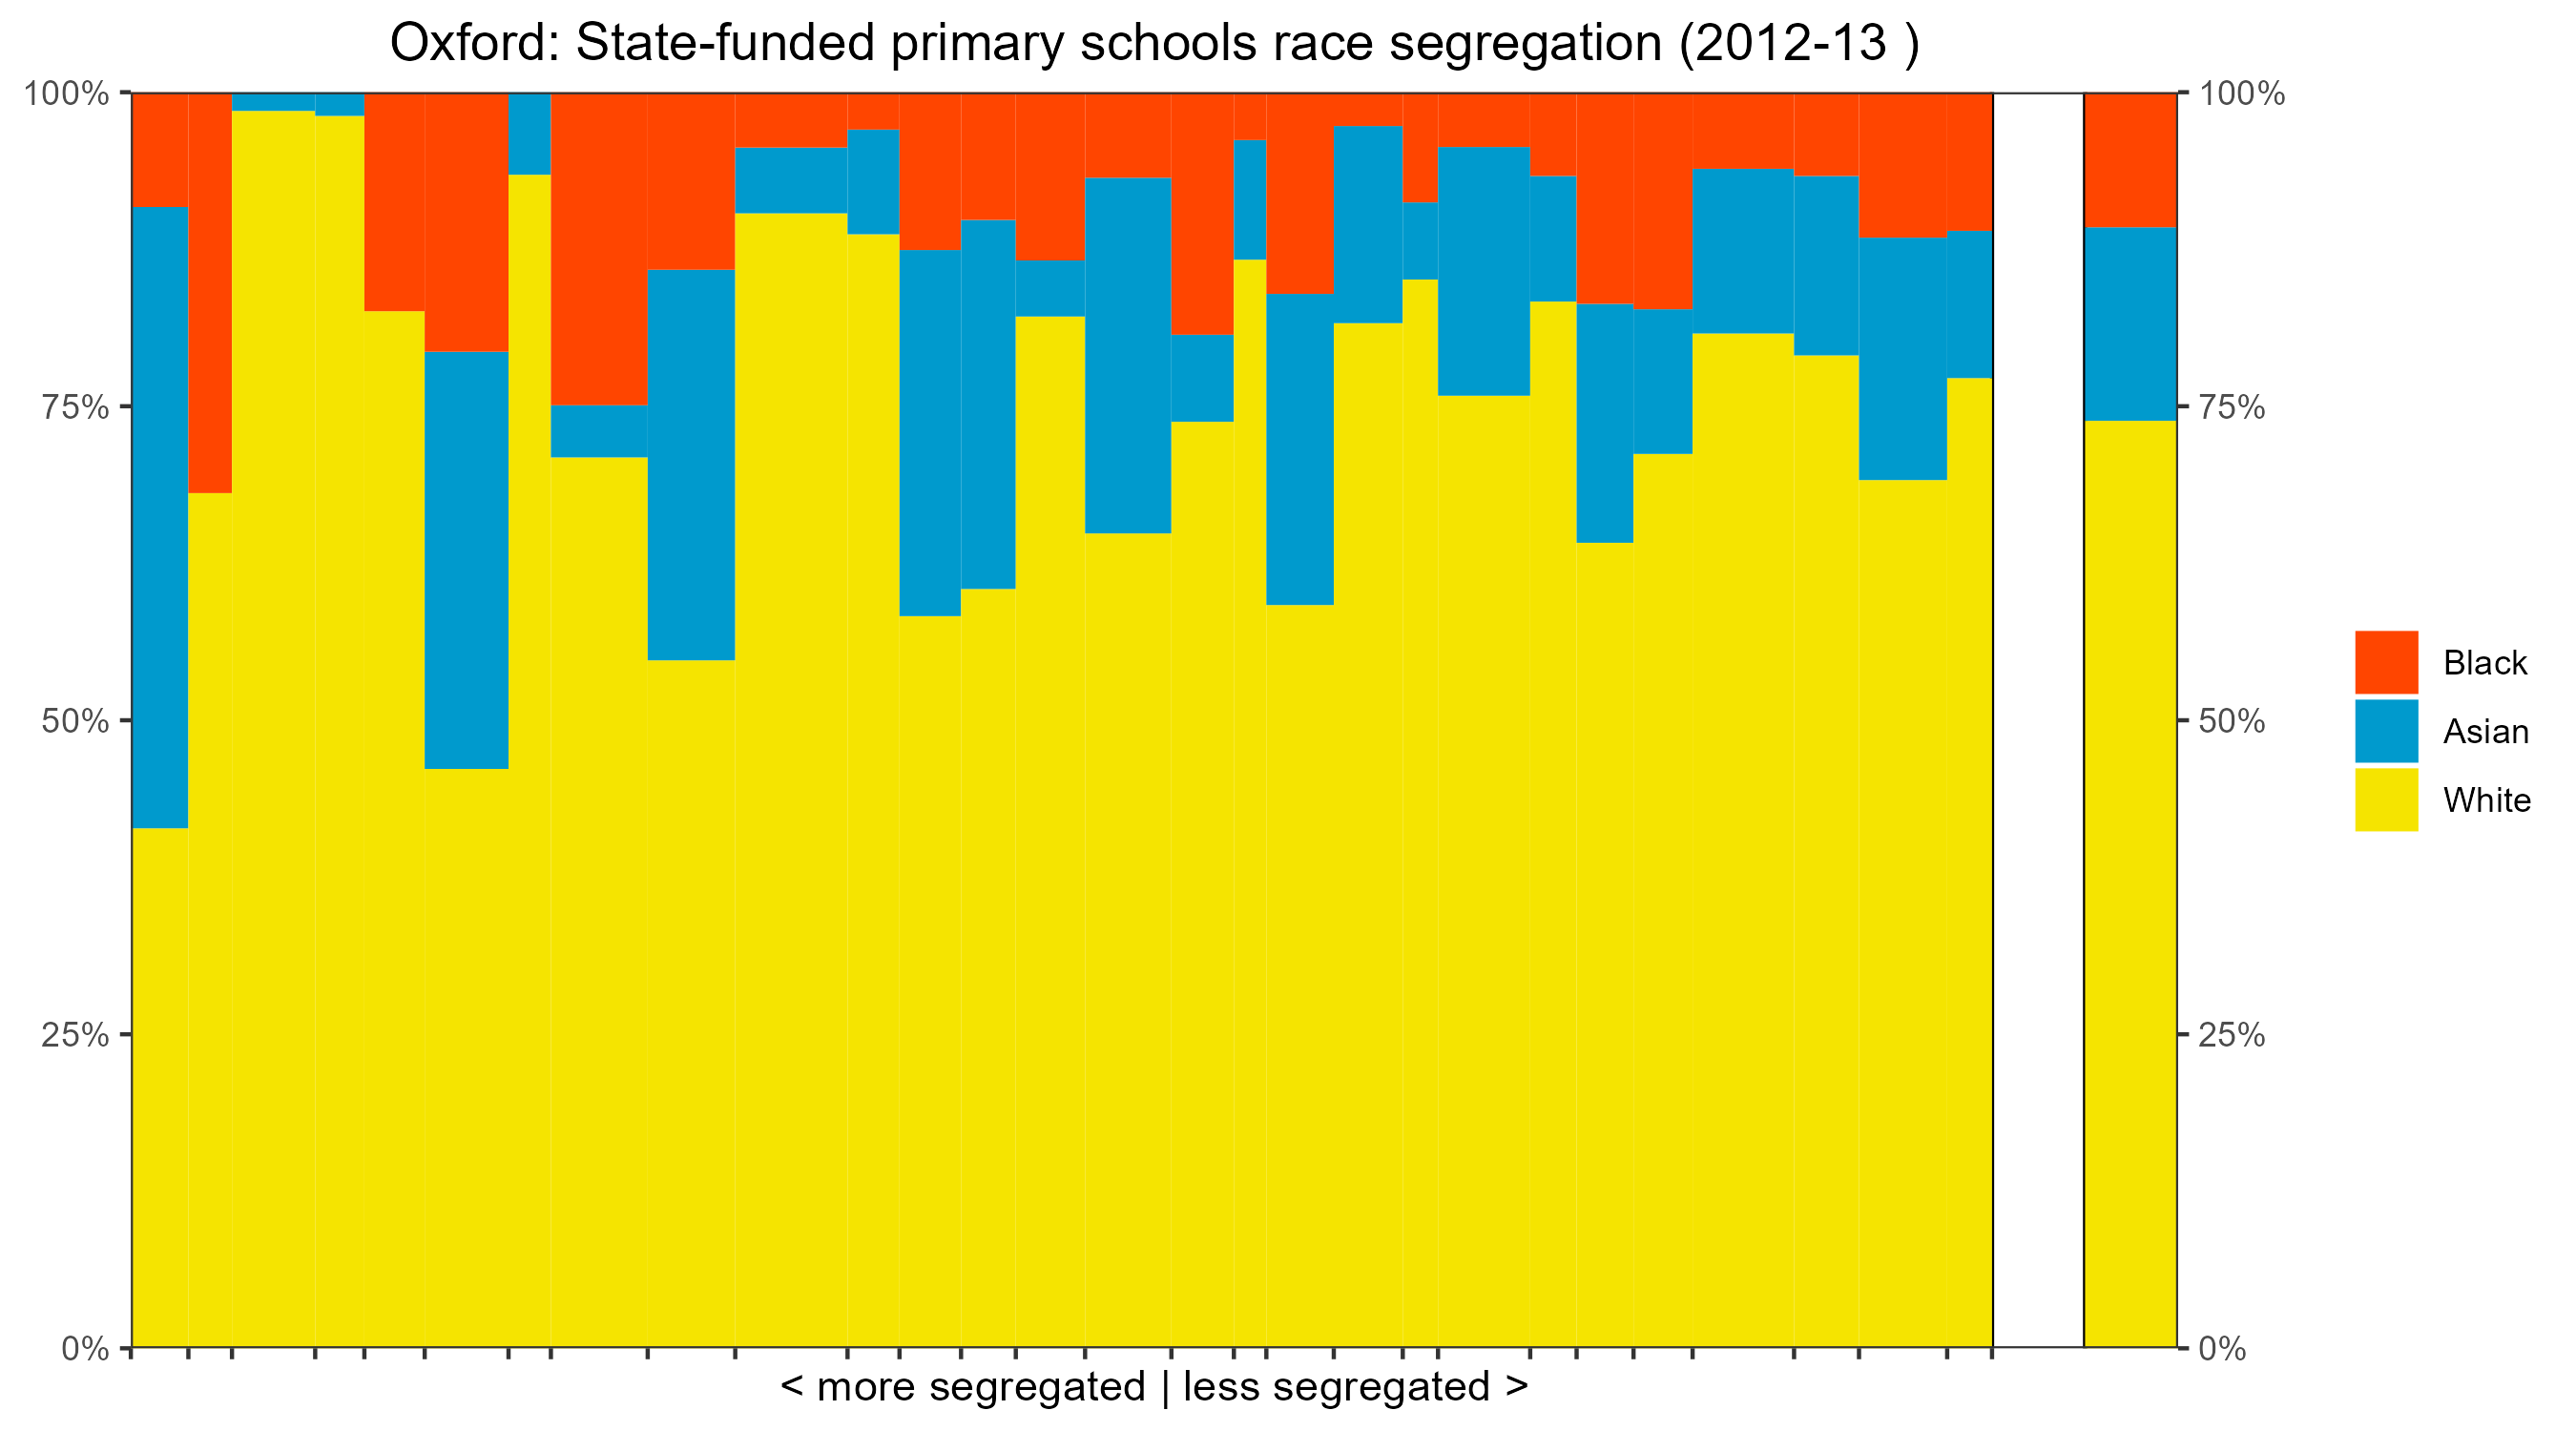 Oxford: State-funded primary schools race segregation (2012-13 )
100%
75%
50%
25%
0%
100%
75%
50%
25%
0%
Black
Asian
White
< more segregated | less segregated >